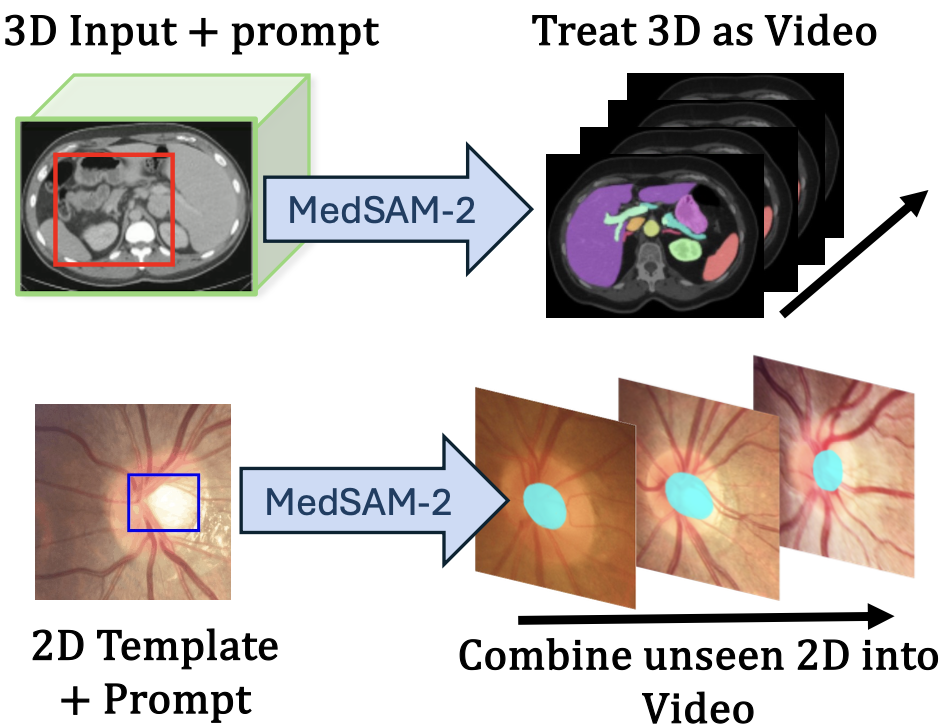 3D Input + prompt
Treat 3D as Video
MedSAM-2
MedSAM-2
2D Template
+ Prompt
Combine unseen 2D into
Video